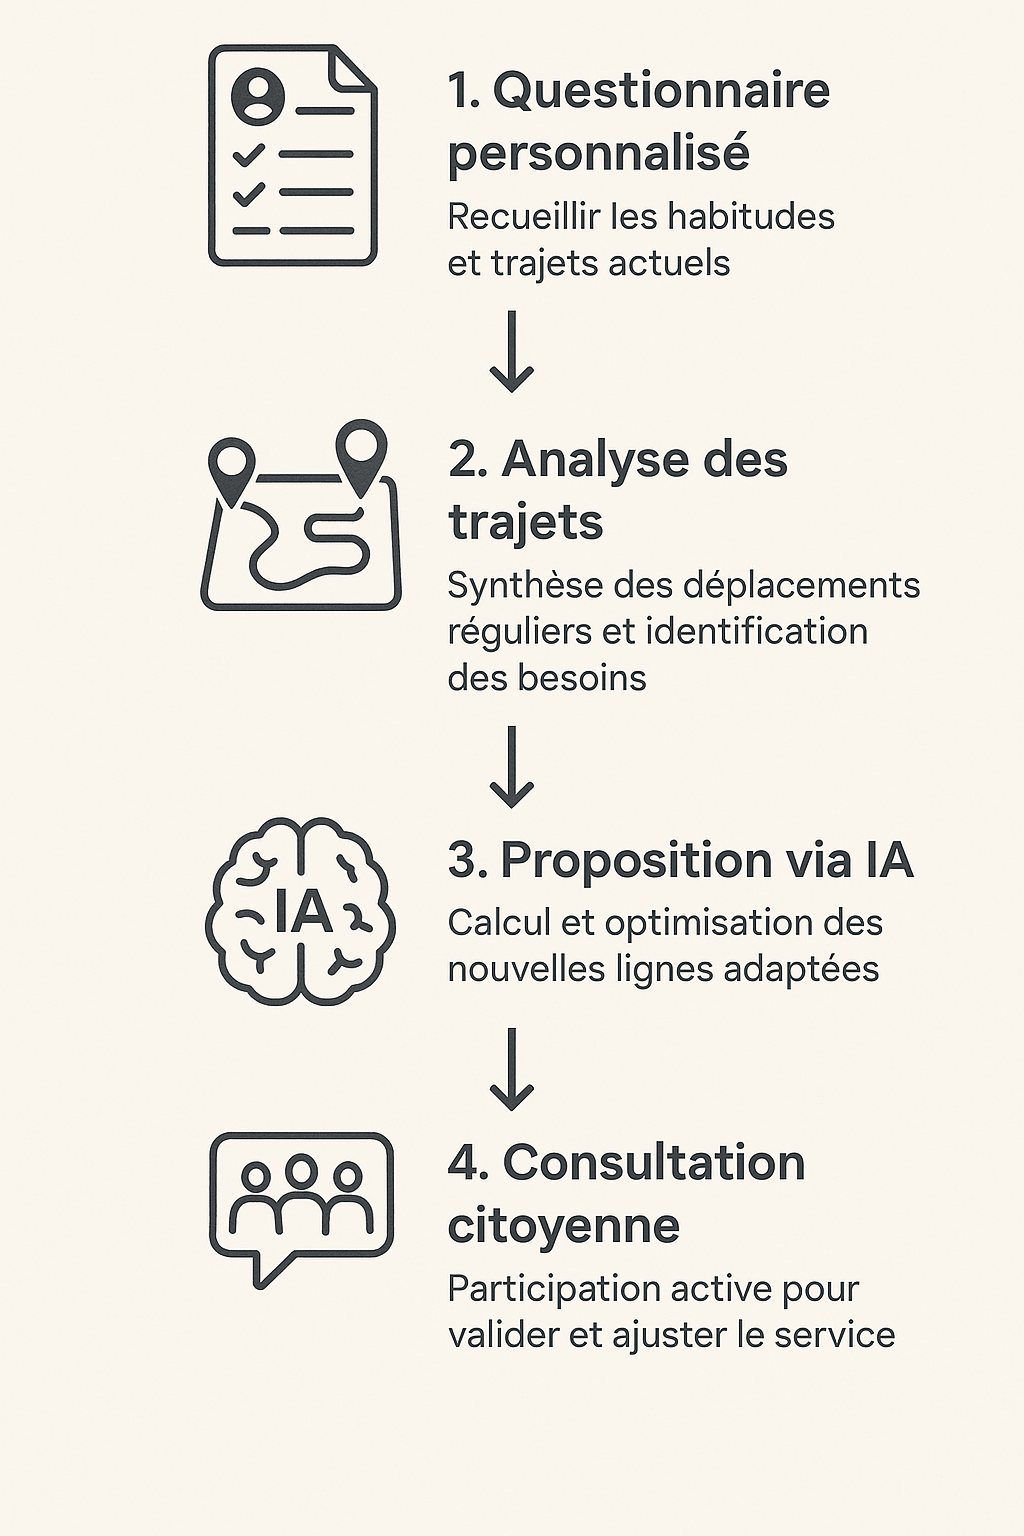 1. Questionnaire
personnalisé
Recueillir les habitudes
et trajets actuels
2. Analyse des
trajets
Synthèse des déplacements
réguliers et identification
des besoins
IA
3. Proposition via IA
Calcul et optimisation des
nouvelles lignes adaptées
4. Consultation
citoyenne
Participation active pour
valider et ajuster le service